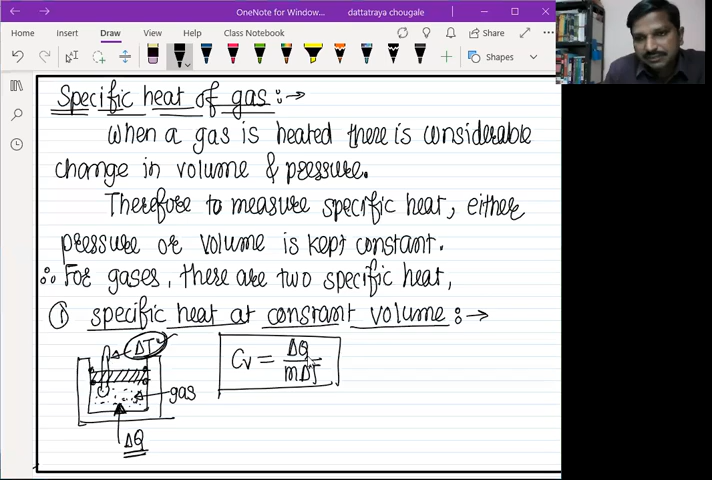 OneNote for Window... dattatraya chougale
Home Insert Draw View Class Notebook Share
Shapes
Specific heat of gas :→
When a gas is heated there is considerable
change in volume & pressure.
Therefore to measure specific heat, either
pressure or volume is kept constant.
∴ For gases, there are two specific heat,
① specific heat at constant volume :→
ΔT
Cv = ΔQ / mΔT
gas
ΔQ